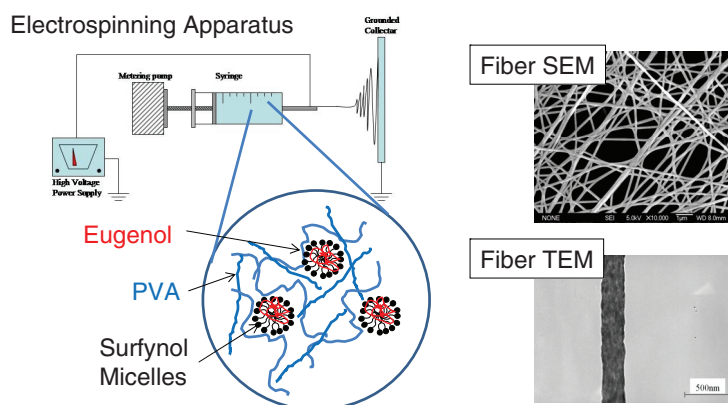 Electrospinning Apparatus
Grounded
Collector
Metering pump
Syringe
High Voltage
Power Supply
Eugenol
PVA
Surfynol
Micelles
Fiber SEM
NONE SEI 5.0kV X10,000 1µm WD 8.0mm
Fiber TEM
500nm